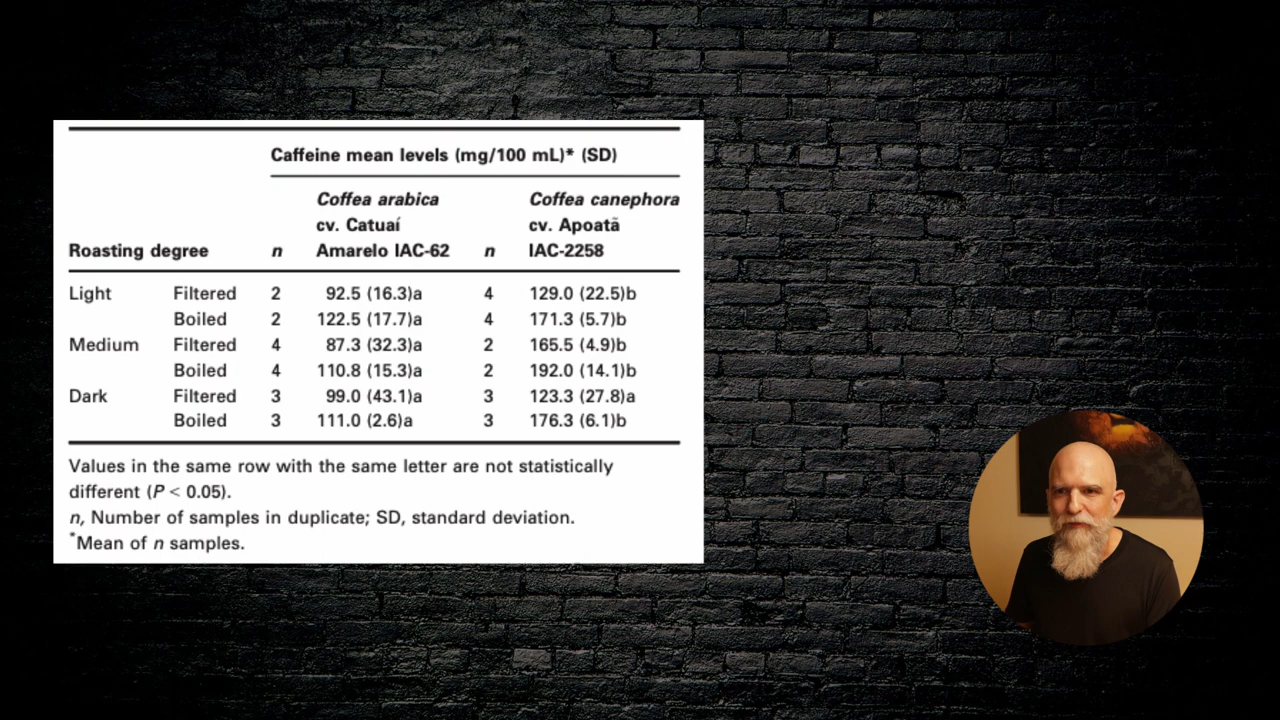 Caffeine mean levels (mg/100 mL)* (SD)
Coffea arabica Coffea canephora
cv. Catuaí cv. Apoatã
Roasting degree n Amarelo IAC-62 n IAC-2258
Light Filtered 2 92.5 (16.3)a 4 129.0 (22.5)b
Boiled 2 122.5 (17.7)a 4 171.3 (5.7)b
Medium Filtered 4 87.3 (32.3)a 2 165.5 (4.9)b
Boiled 4 110.8 (15.3)a 2 192.0 (14.1)b
Dark Filtered 3 99.0 (43.1)a 3 123.3 (27.8)a
Boiled 3 111.0 (2.6)a 3 176.3 (6.1)b
Values in the same row with the same letter are not statistically
different (P < 0.05).
n, Number of samples in duplicate; SD, standard deviation.
*Mean of n samples.